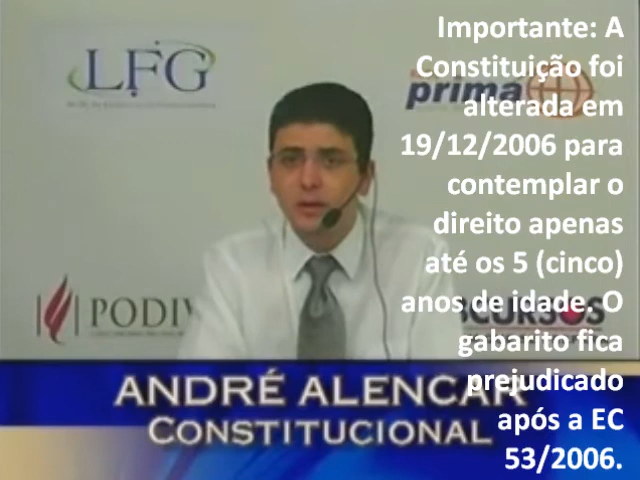 Importante: A
Constituição foi
alterada em
19/12/2006 para
contemplar o
direito apenas
até os 5 (cinco)
anos de idade. O
gabarito fica
prejudicado
após a EC
53/2006.
LFG
prima
PODIV
CURSOS
ANDRÉ ALENCAR
CONSTITUCIONAL